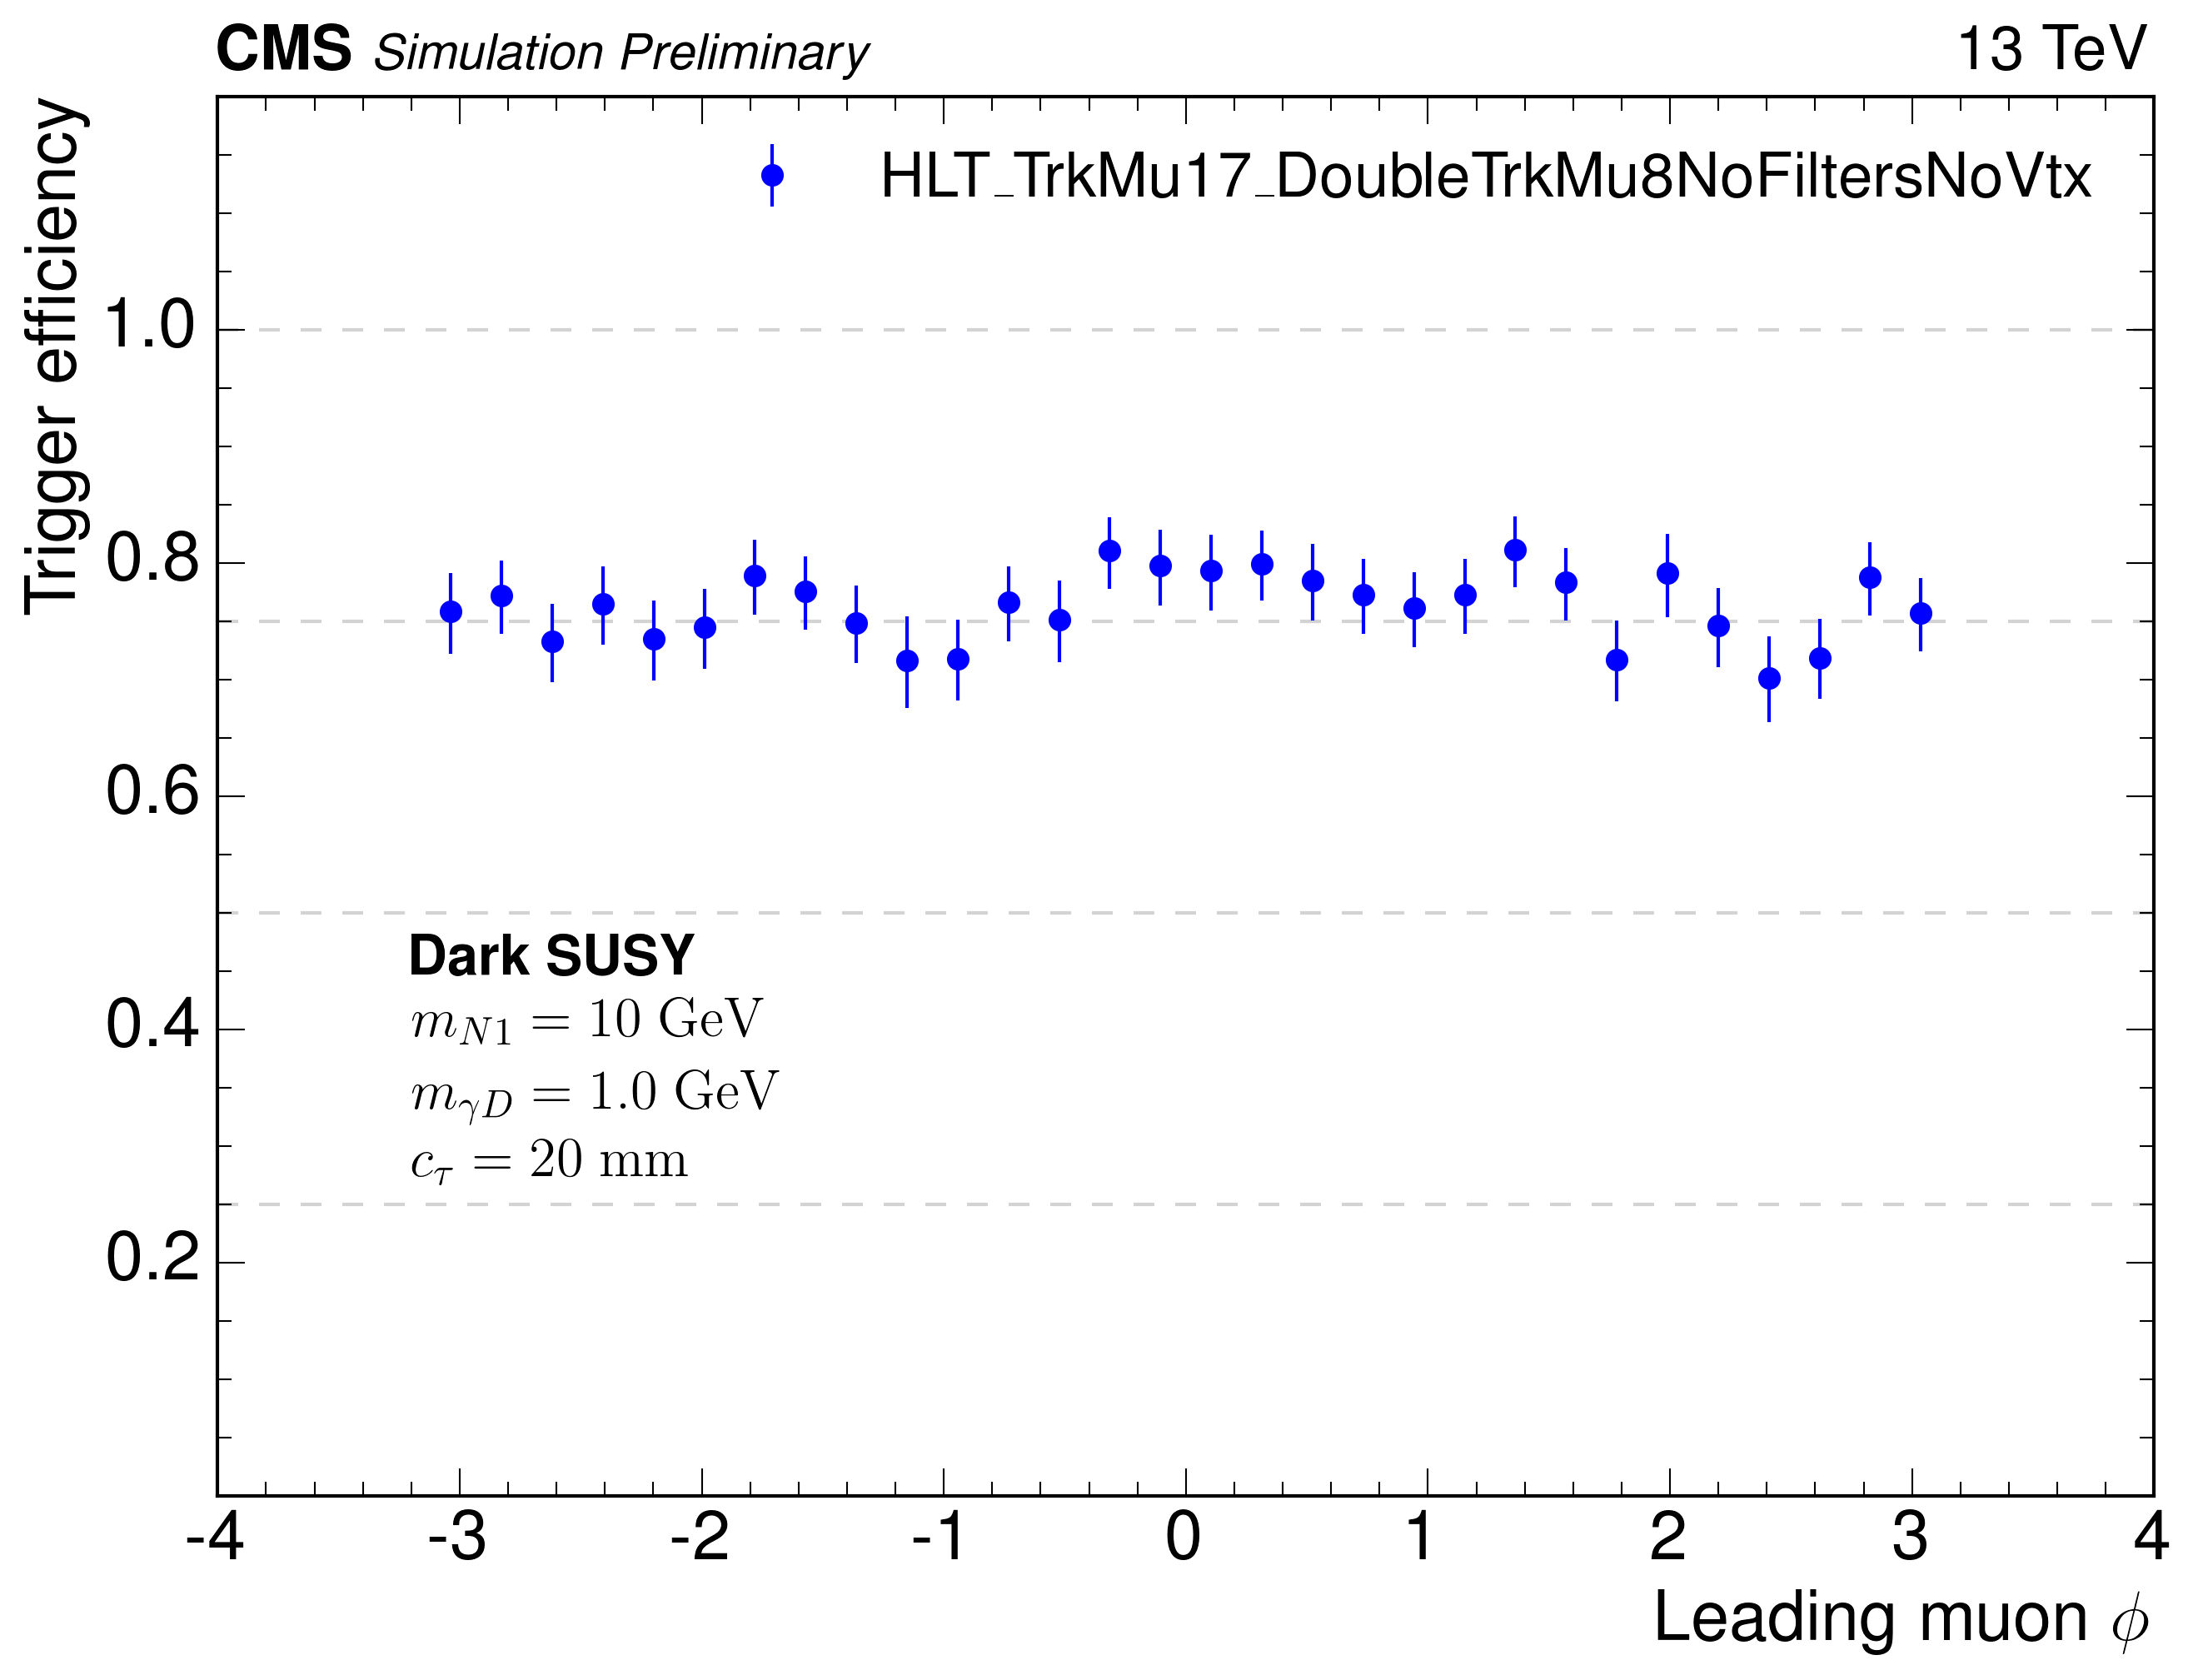 CMS Simulation Preliminary 13 TeV
Trigger efficiency
HLT_TrkMu17_DoubleTrkMu8NoFiltersNoVtx
1.0
0.8
0.6
0.4
0.2
Dark SUSY
m_{N1} = 10 GeV
m_{γD} = 1.0 GeV
c_τ = 20 mm
-4 -3 -2 -1 0 1 2 3 4
Leading muon ϕ